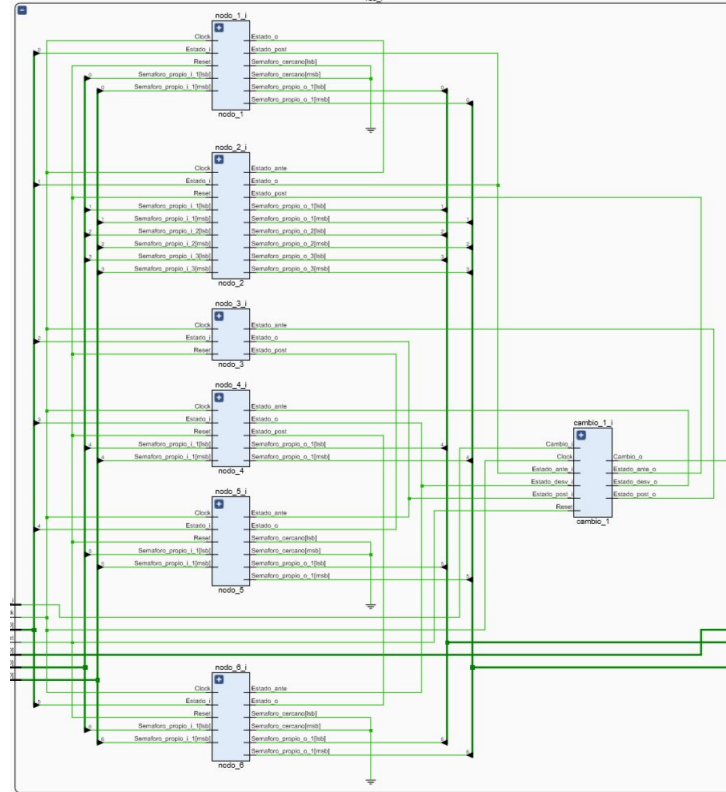 nodo_1_i
Clock Estado_o
Estado_i Estado_post
Reset Semaforo_cercano[lsb]
Semaforo_propio_i_1[lsb] Semaforo_cercano[msb]
Semaforo_propio_i_1[msb] Semaforo_propio_o_1[lsb]
Semaforo_propio_o_1[msb]
nodo_1
nodo_2_i
Clock Estado_ante
Estado_i Estado_o
Reset Estado_post
Semaforo_propio_i_1[lsb] Semaforo_propio_o_1[lsb]
Semaforo_propio_i_1[msb] Semaforo_propio_o_1[msb]
Semaforo_propio_i_2[lsb] Semaforo_propio_o_2[lsb]
Semaforo_propio_i_2[msb] Semaforo_propio_o_2[msb]
Semaforo_propio_i_3[lsb] Semaforo_propio_o_3[lsb]
Semaforo_propio_i_3[msb] Semaforo_propio_o_3[msb]
nodo_2
nodo_3_i
Clock Estado_ante
Estado_i Estado_o
Reset Estado_post
nodo_3
nodo_4_i
Clock Estado_ante
Estado_i Estado_o
Reset Estado_post
Semaforo_propio_i_1[lsb] Semaforo_propio_o_1[lsb]
Semaforo_propio_i_1[msb] Semaforo_propio_o_1[msb]
nodo_4
cambio_1_i
Cambio_i Cambio_o
Clock Estado_ante_o
Estado_ante_i Estado_desv_o
Estado_desv_i Estado_post_o
Estado_post_i
Reset
cambio_1
nodo_5_i
Clock Estado_ante
Estado_i Estado_o
Reset Semaforo_cercano[lsb]
Semaforo_propio_i_1[lsb] Semaforo_cercano[msb]
Semaforo_propio_i_1[msb] Semaforo_propio_o_1[lsb]
Semaforo_propio_o_1[msb]
nodo_5
nodo_6_i
Clock Estado_ante
Estado_i Estado_o
Reset Semaforo_cercano[lsb]
Semaforo_propio_i_1[lsb] Semaforo_cercano[msb]
Semaforo_propio_i_1[msb] Semaforo_propio_o_1[lsb]
Semaforo_propio_o_1[msb]
nodo_6